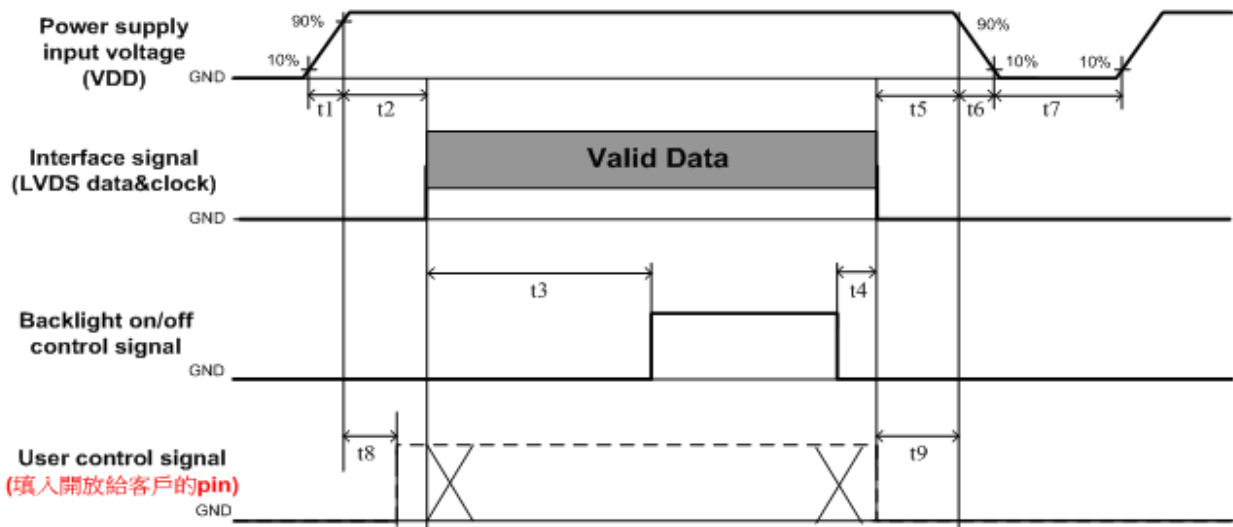 Power supply
input voltage
(VDD)
90%
10%
GND
90%
10%
10%
t1
t2
t5
t6
t7
Interface signal
(LVDS data&clock)
Valid Data
GND
t3
t4
Backlight on/off
control signal
GND
t8
t9
User control signal
(填入開放給客戶的pin)
GND